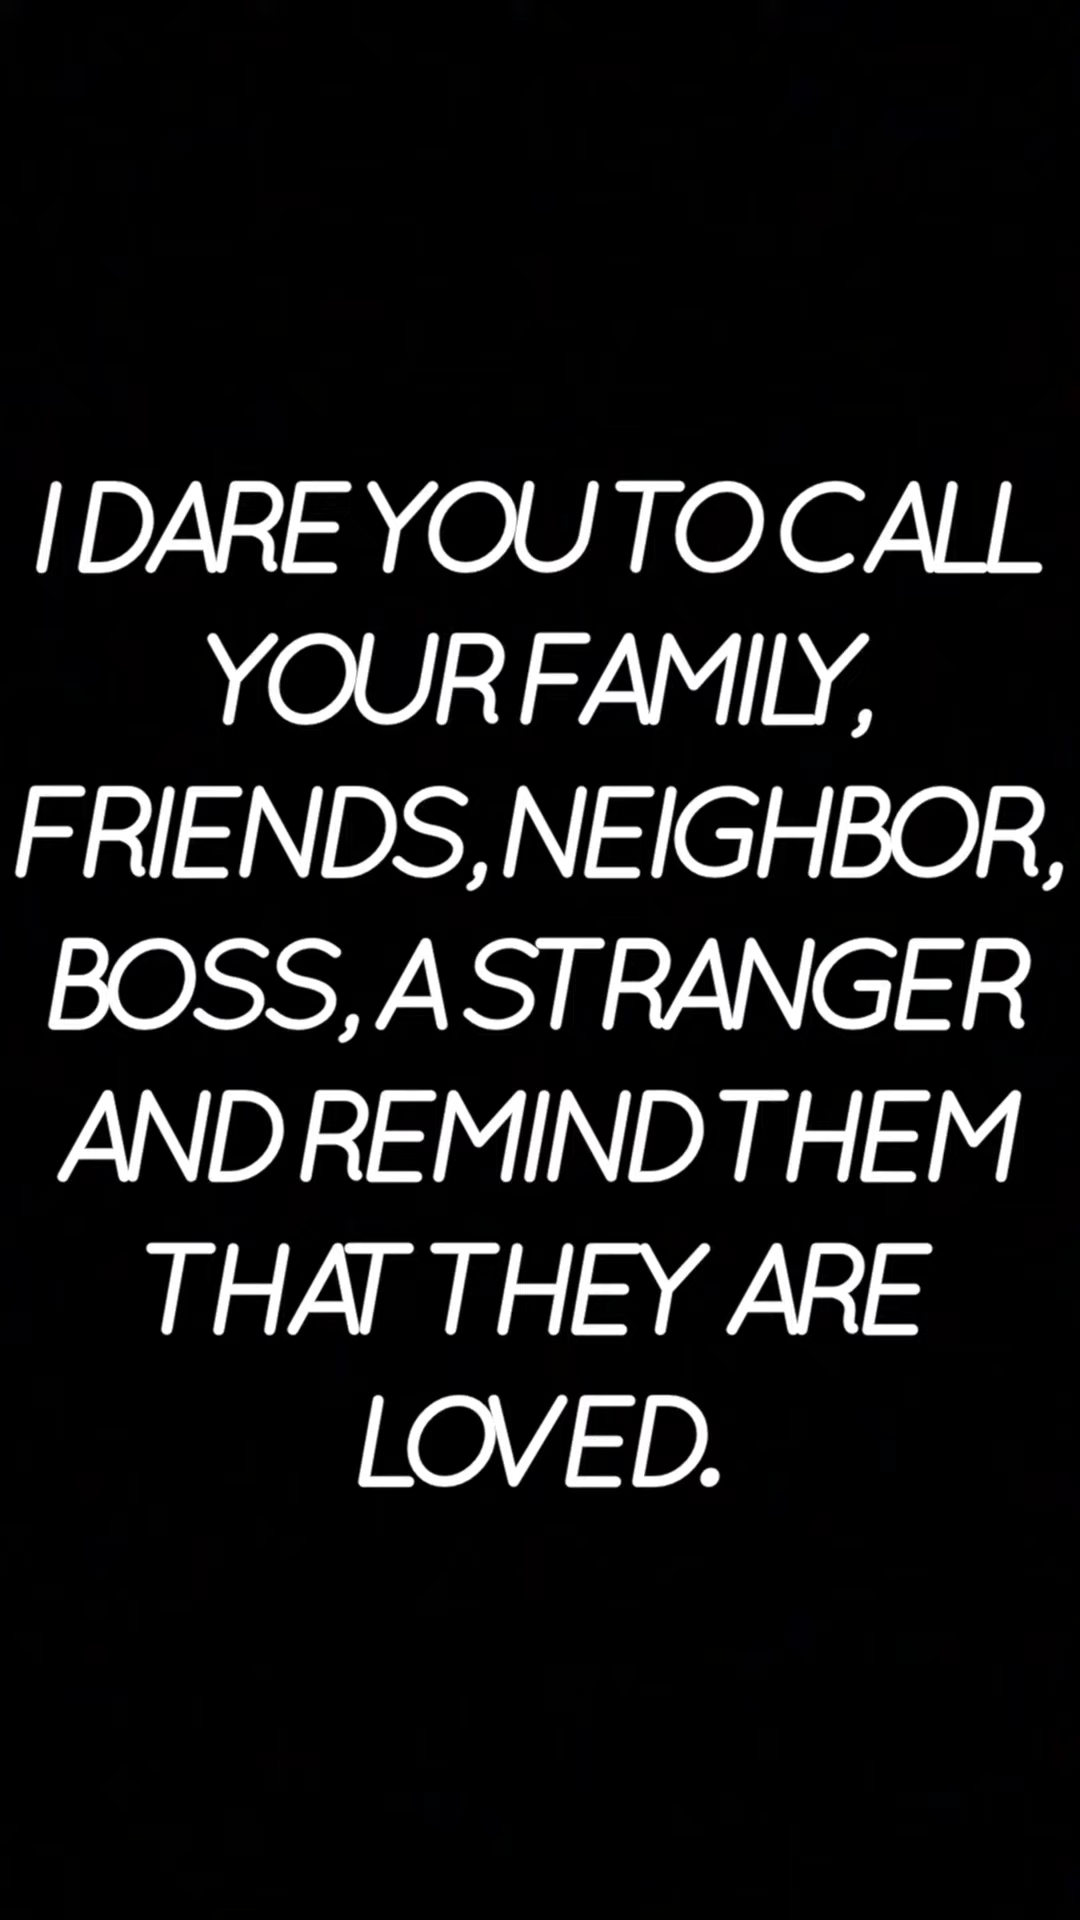 I DARE YOU TO CALL
YOUR FAMILY,
FRIENDS, NEIGHBOR,
BOSS, A STRANGER
AND REMIND THEM
THAT THEY ARE
LOVED.